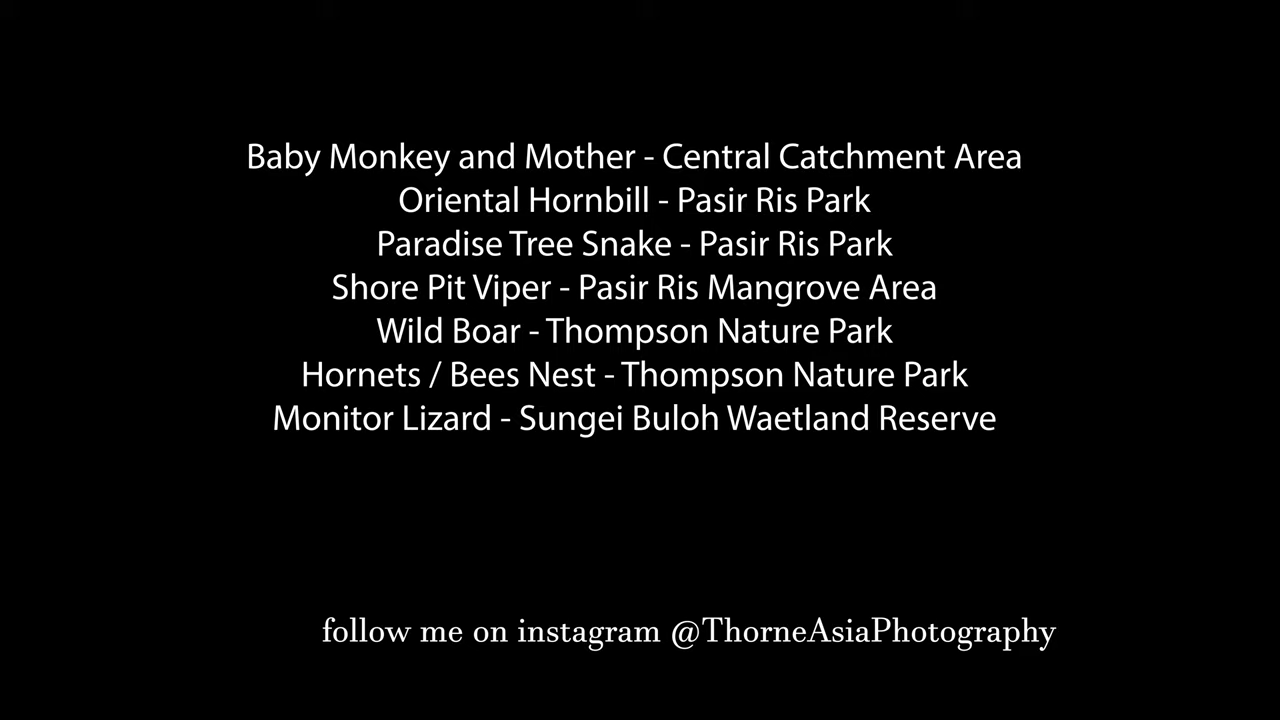 Baby Monkey and Mother - Central Catchment Area
Oriental Hornbill - Pasir Ris Park
Paradise Tree Snake - Pasir Ris Park
Shore Pit Viper - Pasir Ris Mangrove Area
Wild Boar - Thompson Nature Park
Hornets / Bees Nest - Thompson Nature Park
Monitor Lizard - Sungei Buloh Waetland Reserve
follow me on instagram @ThorneAsiaPhotography